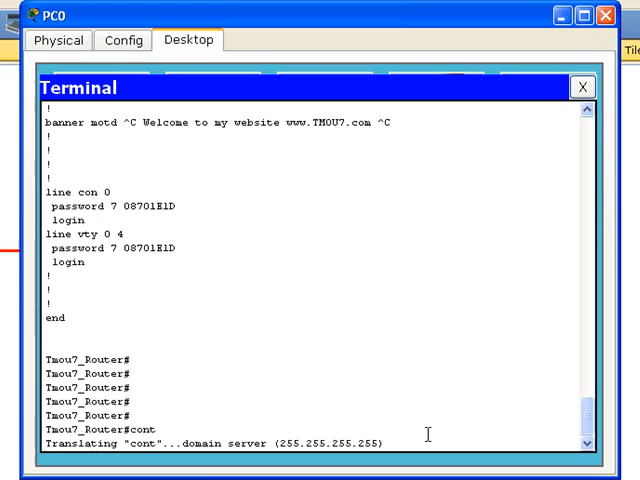 PC0
Physical
Config
Desktop
Tile
Terminal
X
!
banner motd ^C Welcome to my website www.TMOU7.com ^C
!
!
!
!
line con 0
password 7 08701E1D
login
line vty 0 4
password 7 08701E1D
login
!
!
!
end
Tmou7_Router#
Tmou7_Router#
Tmou7_Router#
Tmou7_Router#
Tmou7_Router#
Tmou7_Router#cont
Translating "cont"...domain server (255.255.255.255)